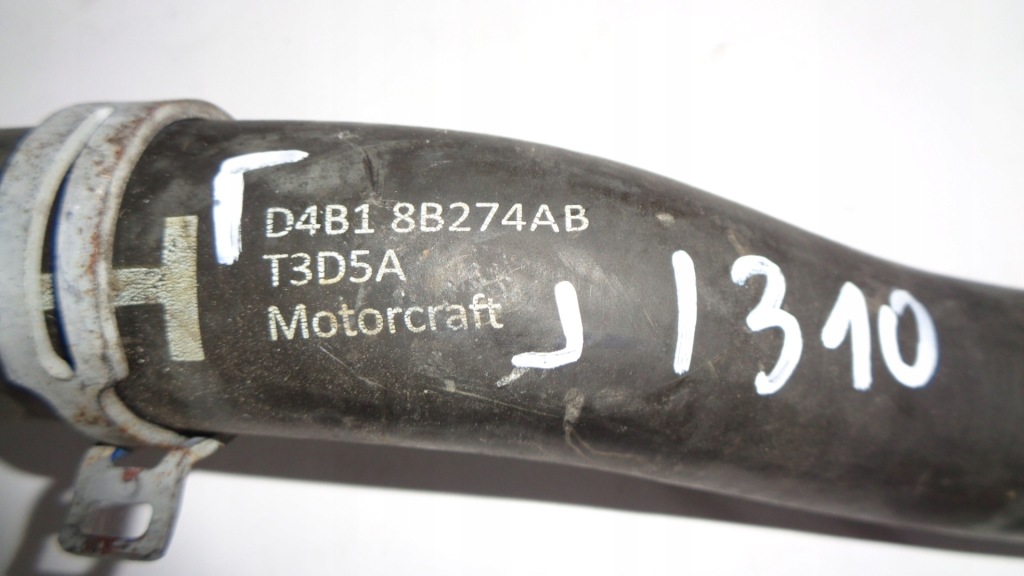 D4B1 8B274AB
T3D5A
Motorcraft
1310